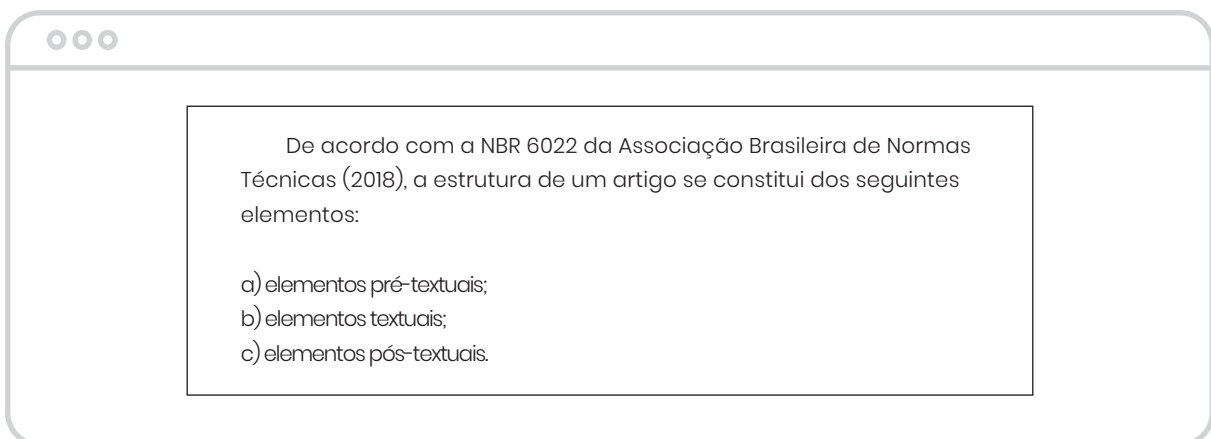 De acordo com a NBR 6022 da Associação Brasileira de Normas
Técnicas (2018), a estrutura de um artigo se constitui dos seguintes
elementos:
a) elementos pré-textuais;
b) elementos textuais;
c) elementos pós-textuais.